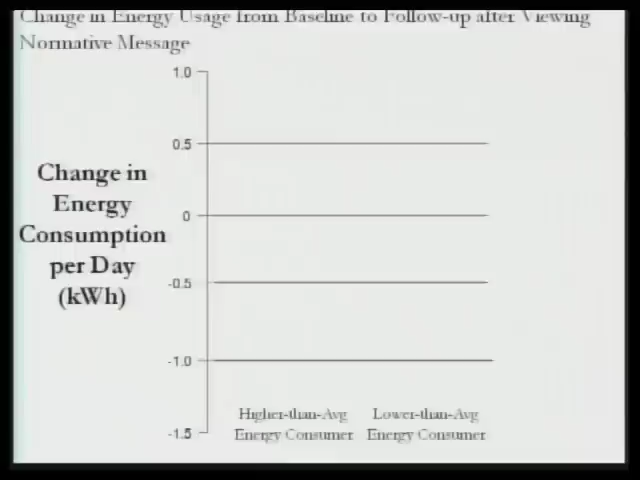 Change in Energy Usage from Baseline to Follow-up after Viewing
Normative Message
1.0
0.5
Change in
Energy
Consumption
per Day
(kWh)
0
-0.5
-1.0
-1.5
Higher-than-Avg
Energy Consumer
Lower-than-Avg
Energy Consumer